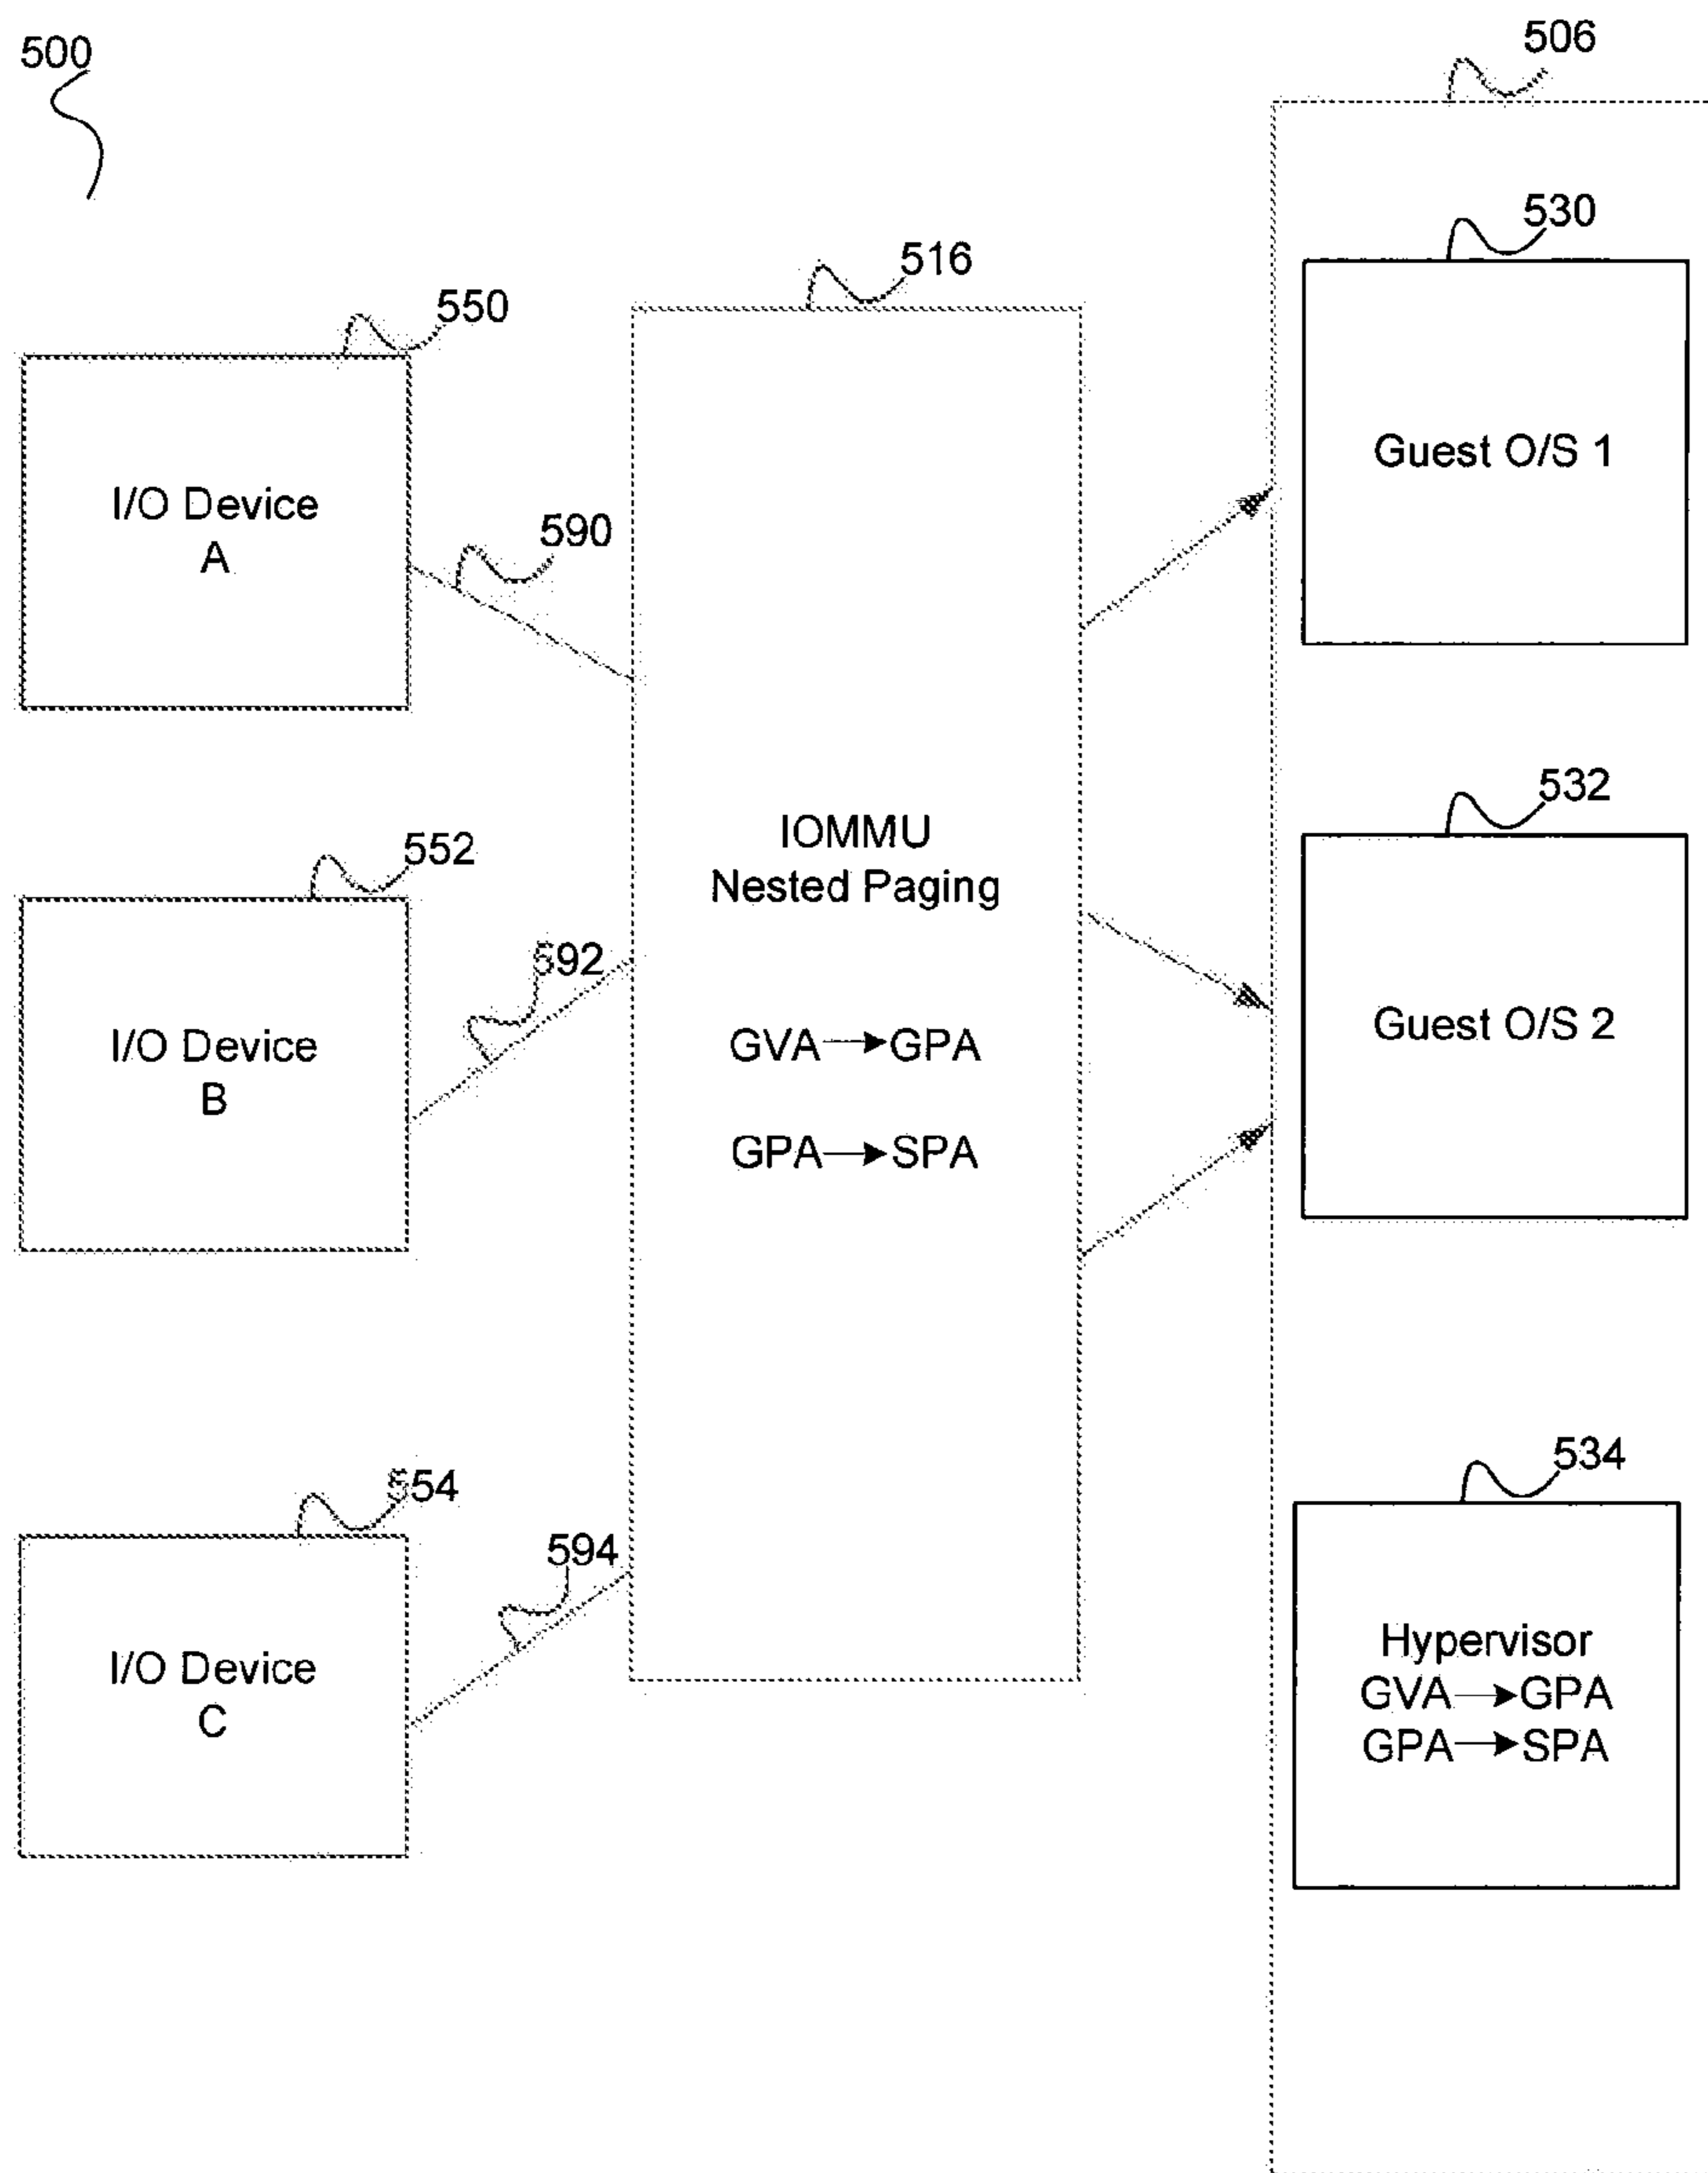 500
506
530
516
550
Guest O/S 1
I/O Device
A
590
532
552
IOMMU
Nested Paging
592
Guest O/S 2
I/O Device
B
GVA→GPA
GPA→SPA
534
554
594
Hypervisor
GVA→GPA
GPA→SPA
I/O Device
C